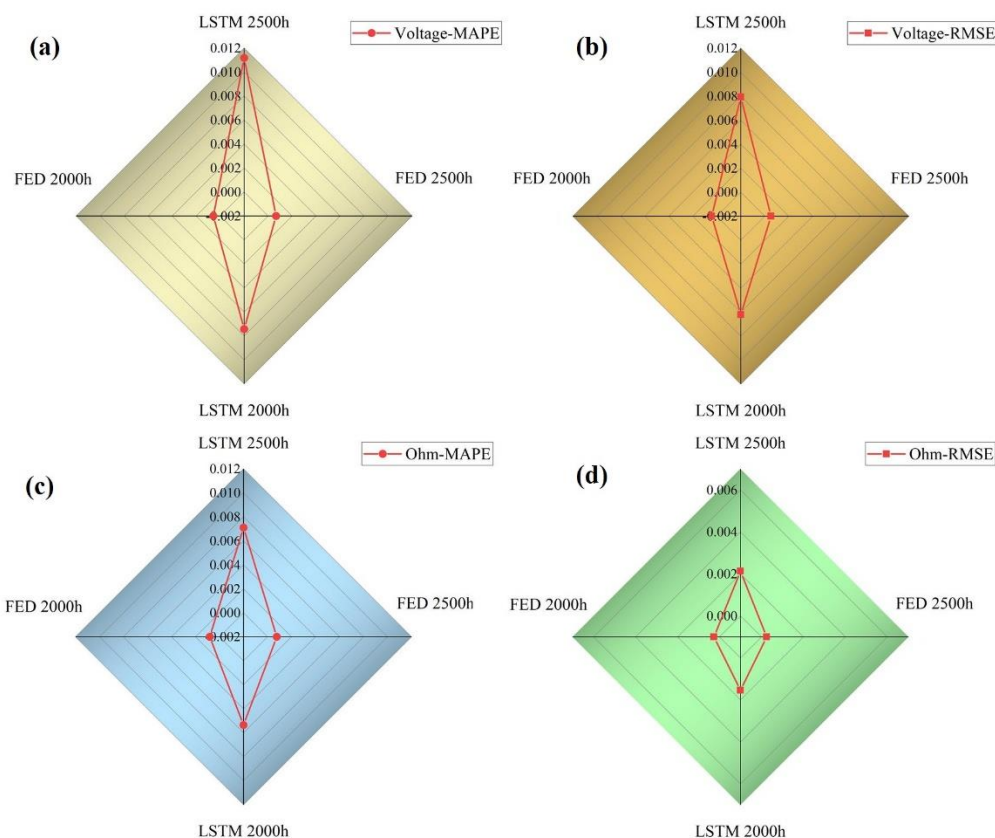 (a)
LSTM 2500h
Voltage-MAPE
0.012
0.010
0.008
0.006
0.004
0.002
0.000
-0.002
FED 2000h
FED 2500h
LSTM 2000h
(b)
LSTM 2500h
Voltage-RMSE
0.012
0.010
0.008
0.006
0.004
0.002
0.000
-0.002
FED 2000h
FED 2500h
LSTM 2000h
(c)
LSTM 2500h
Ohm-MAPE
0.012
0.010
0.008
0.006
0.004
0.002
0.000
-0.002
FED 2000h
FED 2500h
LSTM 2000h
(d)
LSTM 2500h
Ohm-RMSE
0.006
0.004
0.002
0.000
FED 2000h
FED 2500h
LSTM 2000h